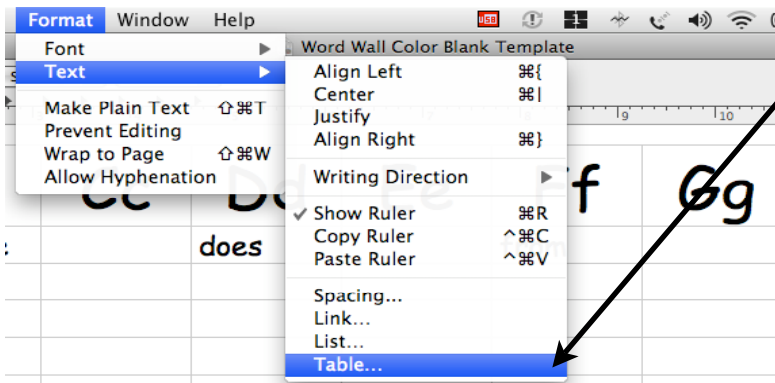 Format Window Help
USB
Word Wall Color Blank Template
Font
Text
Make Plain Text ⇧⌘T
Prevent Editing
Wrap to Page ⇧⌘W
Allow Hyphenation
Align Left ⌘{
Center ⌘|
Justify
Align Right ⌘}
Writing Direction
✓ Show Ruler ⌘R
Copy Ruler ^⌘C
Paste Ruler ^⌘V
Spacing...
Link...
List...
Table...
9 10
Cc Dd Ee Ff Gg
does from